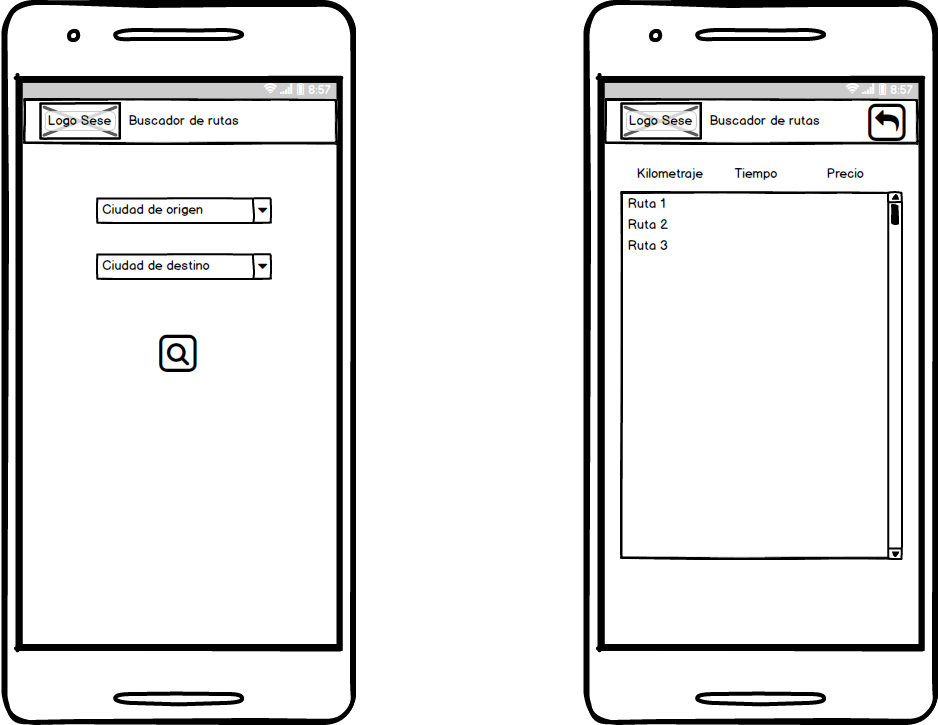 8:57
Logo Sese
Buscador de rutas
Ciudad de origen
Ciudad de destino
8:57
Logo Sese
Buscador de rutas
Kilometraje Tiempo Precio
Ruta 1
Ruta 2
Ruta 3